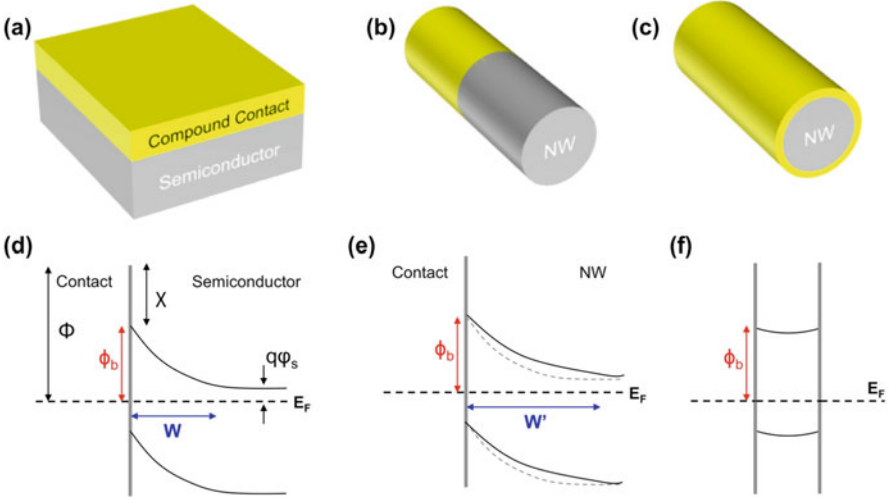 (a)
Compound Contact
Semiconductor
(b)
NW
(c)
NW
(d)
Contact
Semiconductor
Φ
χ
ϕb
qφs
EF
W
(e)
Contact
NW
ϕb
EF
W'
(f)
ϕb
EF